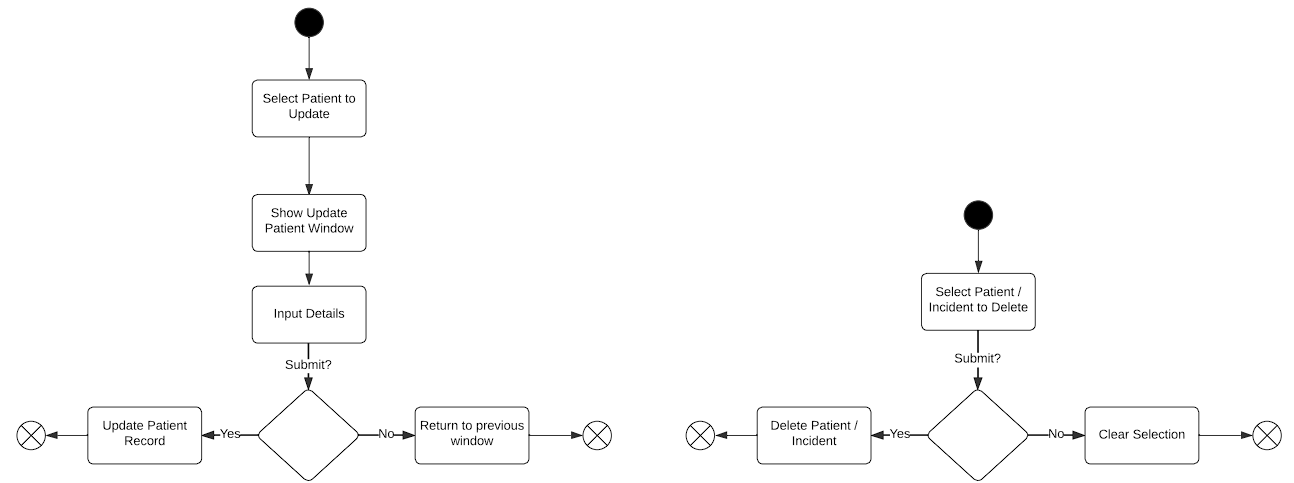 Select Patient to
Update
Show Update
Patient Window
Input Details
Submit?
Update Patient
Record
Yes
No
Return to previous
window
Select Patient /
Incident to Delete
Submit?
Delete Patient /
Incident
Yes
No
Clear Selection